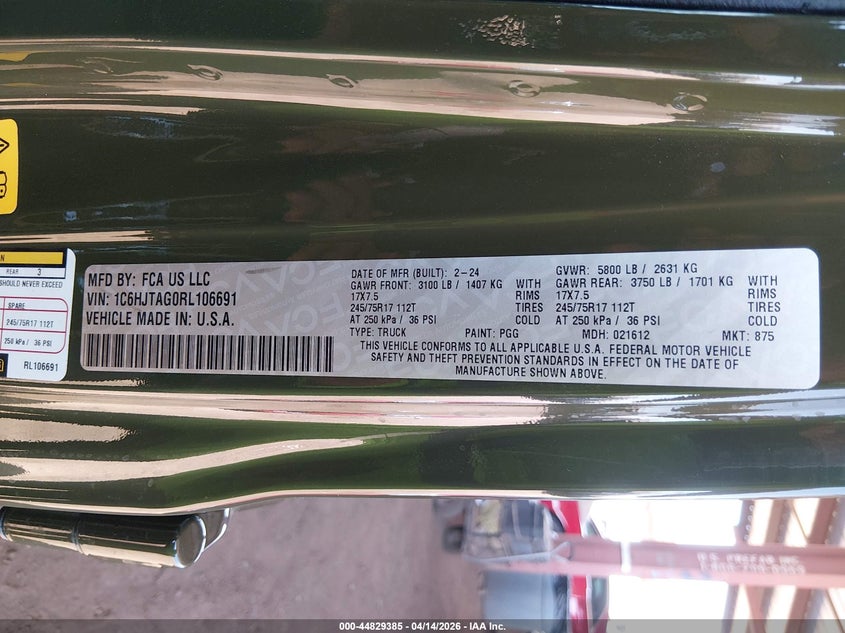 N
REAR 3
SHOULD NEVER EXCEED
SPARE
245/75R17 112T
250 kPa / 36 PSI
RL106691
MFD BY: FCA US LLC
VIN: 1C6HJTAG0RL106691
VEHICLE MADE IN: U.S.A.
DATE OF MFR (BUILT): 2-24
GVWR: 5800 LB / 2631 KG
GAWR FRONT: 3100 LB / 1407 KG WITH GAWR REAR: 3750 LB / 1701 KG WITH
17X7.5 RIMS 17X7.5 RIMS
245/75R17 112T TIRES 245/75R17 112T TIRES
AT 250 kPa / 36 PSI COLD AT 250 kPa / 36 PSI COLD
TYPE: TRUCK PAINT: PGG MDH: 021612 MKT: 875
THIS VEHICLE CONFORMS TO ALL APPLICABLE U.S.A. FEDERAL MOTOR VEHICLE
SAFETY AND THEFT PREVENTION STANDARDS IN EFFECT ON THE DATE OF
MANUFACTURE SHOWN ABOVE.
000-44829385 - 04/14/2026 - IAA Inc.